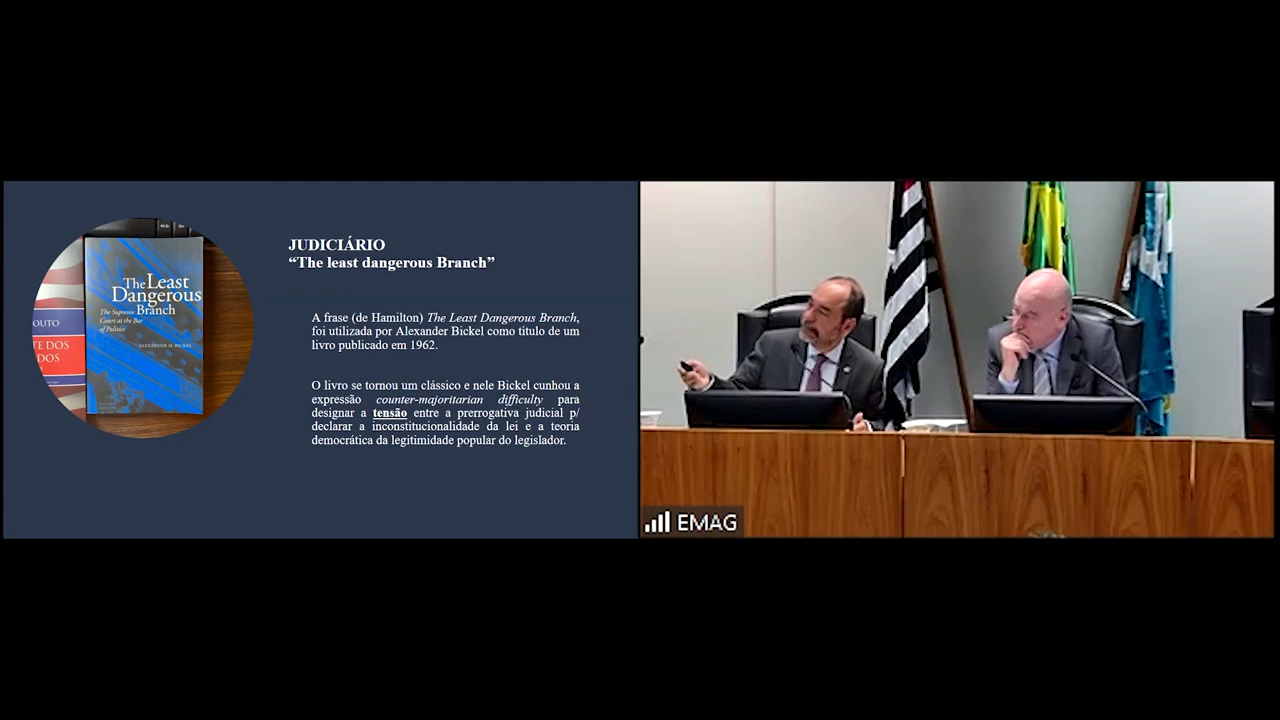 JUDICIÁRIO
“The least dangerous Branch”
A frase (de Hamilton) The Least Dangerous Branch,
foi utilizada por Alexander Bickel como título de um
livro publicado em 1962.
O livro se tornou um clássico e nele Bickel cunhou a
expressão counter-majoritarian difficulty para
designar a tensão entre a prerrogativa judicial p/
declarar a inconstitucionalidade da lei e a teoria
democrática da legitimidade popular do legislador.
The Least
Dangerous
Branch
The Supreme
Court at the Bar
of Politics
ALEXANDER M. BICKEL
OUTO
TE DOS
DOS
EMAG